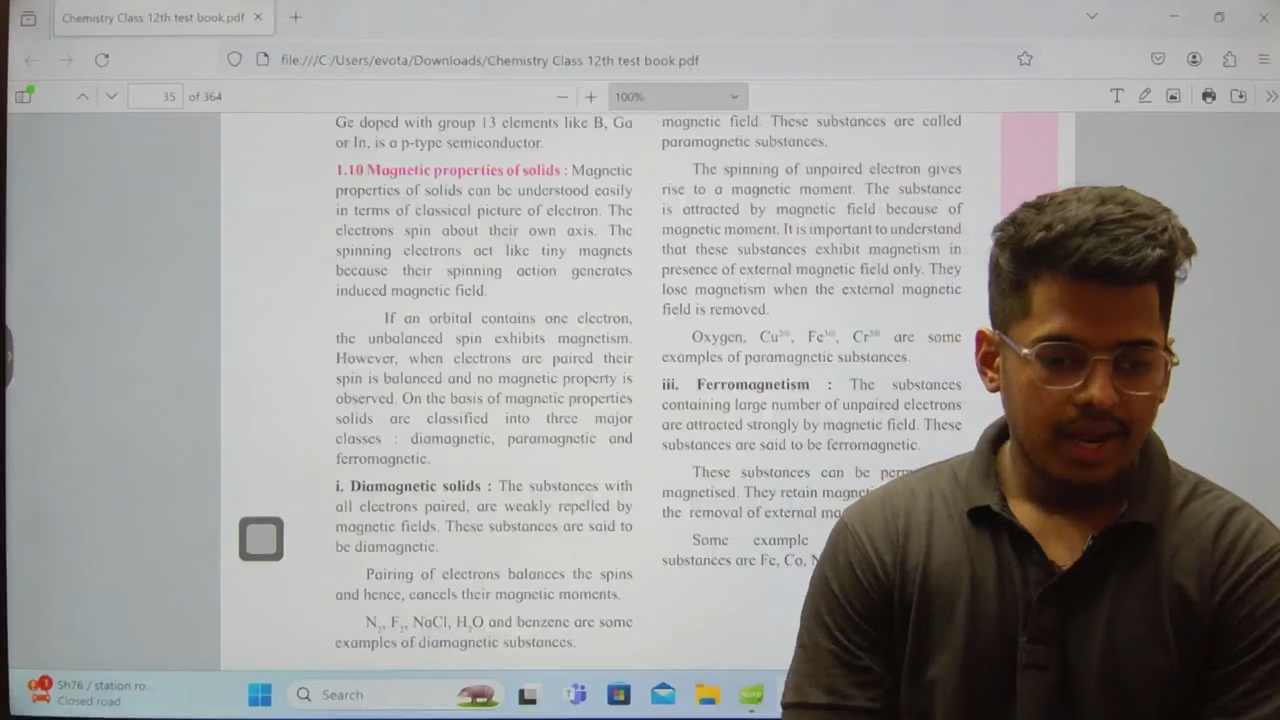 Chemistry Class 12th test book.pdf
file:///C:/Users/evota/Downloads/Chemistry Class 12th test book.pdf
35 of 364
100%
Ge doped with group 13 elements like B, Ga
or In, is a p-type semiconductor.
1.10 Magnetic properties of solids : Magnetic
properties of solids can be understood easily
in terms of classical picture of electron. The
electrons spin about their own axis. The
spinning electrons act like tiny magnets
because their spinning action generates
induced magnetic field.
If an orbital contains one electron,
the unbalanced spin exhibits magnetism.
However, when electrons are paired their
spin is balanced and no magnetic property is
observed. On the basis of magnetic properties
solids are classified into three major
classes : diamagnetic, paramagnetic and
ferromagnetic.
i. Diamagnetic solids : The substances with
all electrons paired, are weakly repelled by
magnetic fields. These substances are said to
be diamagnetic.
Pairing of electrons balances the spins
and hence, cancels their magnetic moments.
N₂, F₂, NaCl, H₂O and benzene are some
examples of diamagnetic substances.
magnetic field. These substances are called
paramagnetic substances.
The spinning of unpaired electron gives
rise to a magnetic moment. The substance
is attracted by magnetic field because of
magnetic moment. It is important to understand
that these substances exhibit magnetism in
presence of external magnetic field only. They
lose magnetism when the external magnetic
field is removed.
Oxygen, Cu²⊕, Fe³⊕, Cr³⊕ are some
examples of paramagnetic substances.
iii. Ferromagnetism : The substances
containing large number of unpaired electrons
are attracted strongly by magnetic field. These
substances are said to be ferromagnetic.
These substances can be
magnetised. They retain
the removal of external
Some example
substances are Fe, Co,
Sh76 / station ro...
Closed road
Search